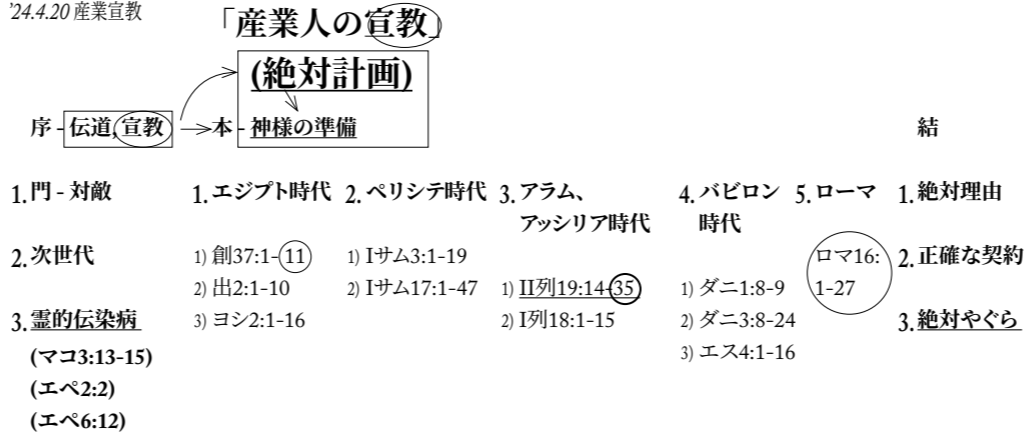 '24.4.20 産業宣教
「産業人の宣教」
(絶対計画)
序 - 伝道, 宣教
本 - 神様の準備
結
1. 門 - 対敵
2. 次世代
3. 霊的伝染病
(マコ3:13-15)
(エペ2:2)
(エペ6:12)
1. エジプト時代
1) 創37:1-11
2) 出2:1-10
3) ヨシ2:1-16
2. ペリシテ時代
1) Iサム3:1-19
2) Iサム17:1-47
3. アラム、
アッシリア時代
1) II列19:14-35
2) I列18:1-15
4. バビロン
時代
1) ダニ1:8-9
2) ダニ3:8-24
3) エス4:1-16
5. ローマ
ロマ16:
1-27
1. 絶対理由
2. 正確な契約
3. 絶対やぐら